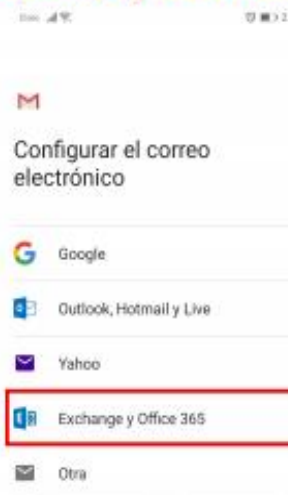 Configurar el correo
electrónico
Google
Outlook, Hotmail y Live
Yahoo
Exchange y Office 365
Otra